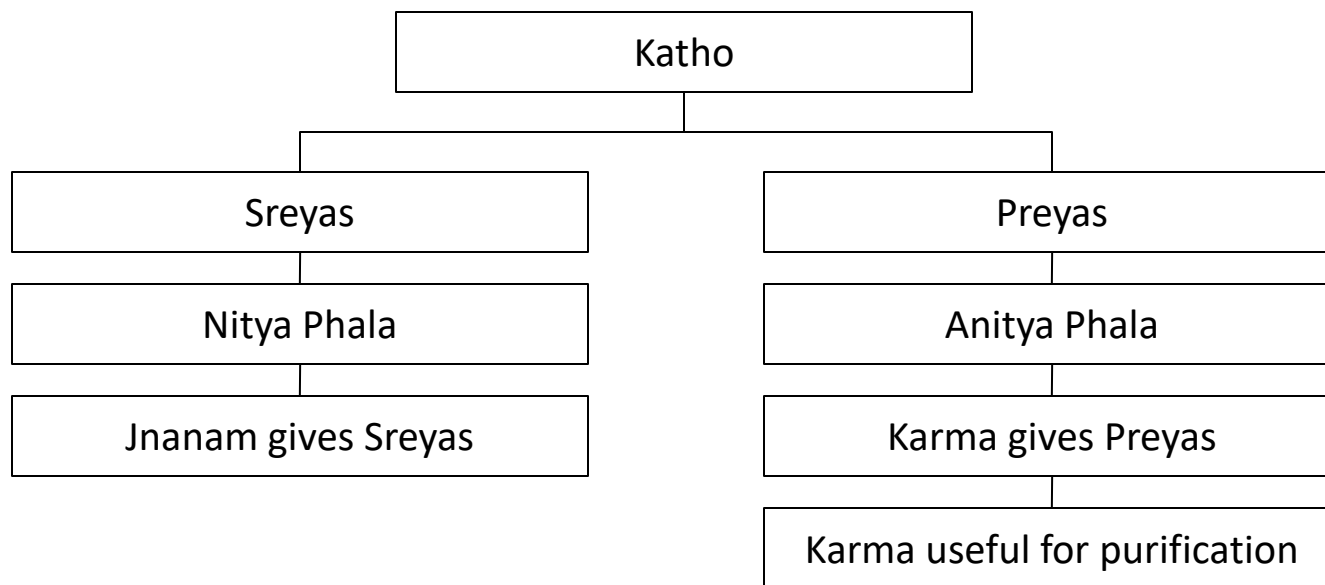 Katho
Sreyas
Preyas
Nitya Phala
Anitya Phala
Jnanam gives Sreyas
Karma gives Preyas
Karma useful for purification